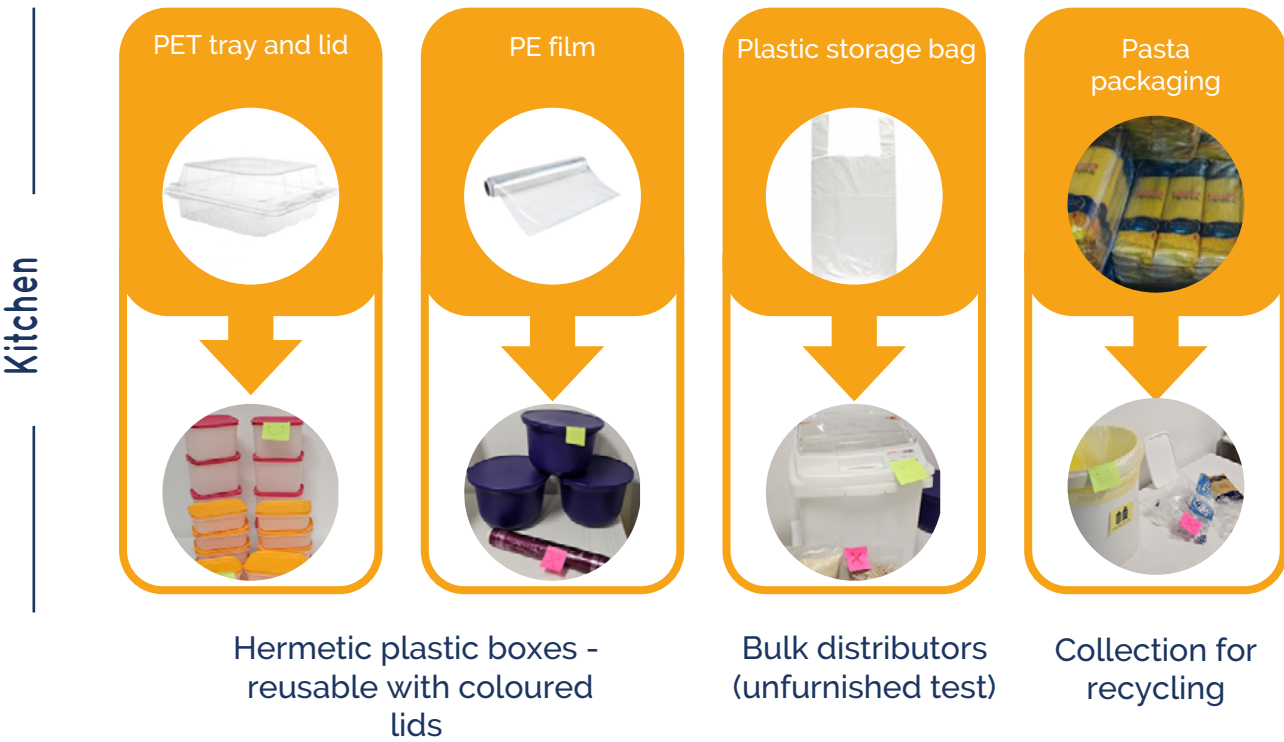 Kitchen
PET tray and lid
PE film
Plastic storage bag
Pasta
packaging
Hermetic plastic boxes -
reusable with coloured
lids
Bulk distributors
(unfurnished test)
Collection for
recycling